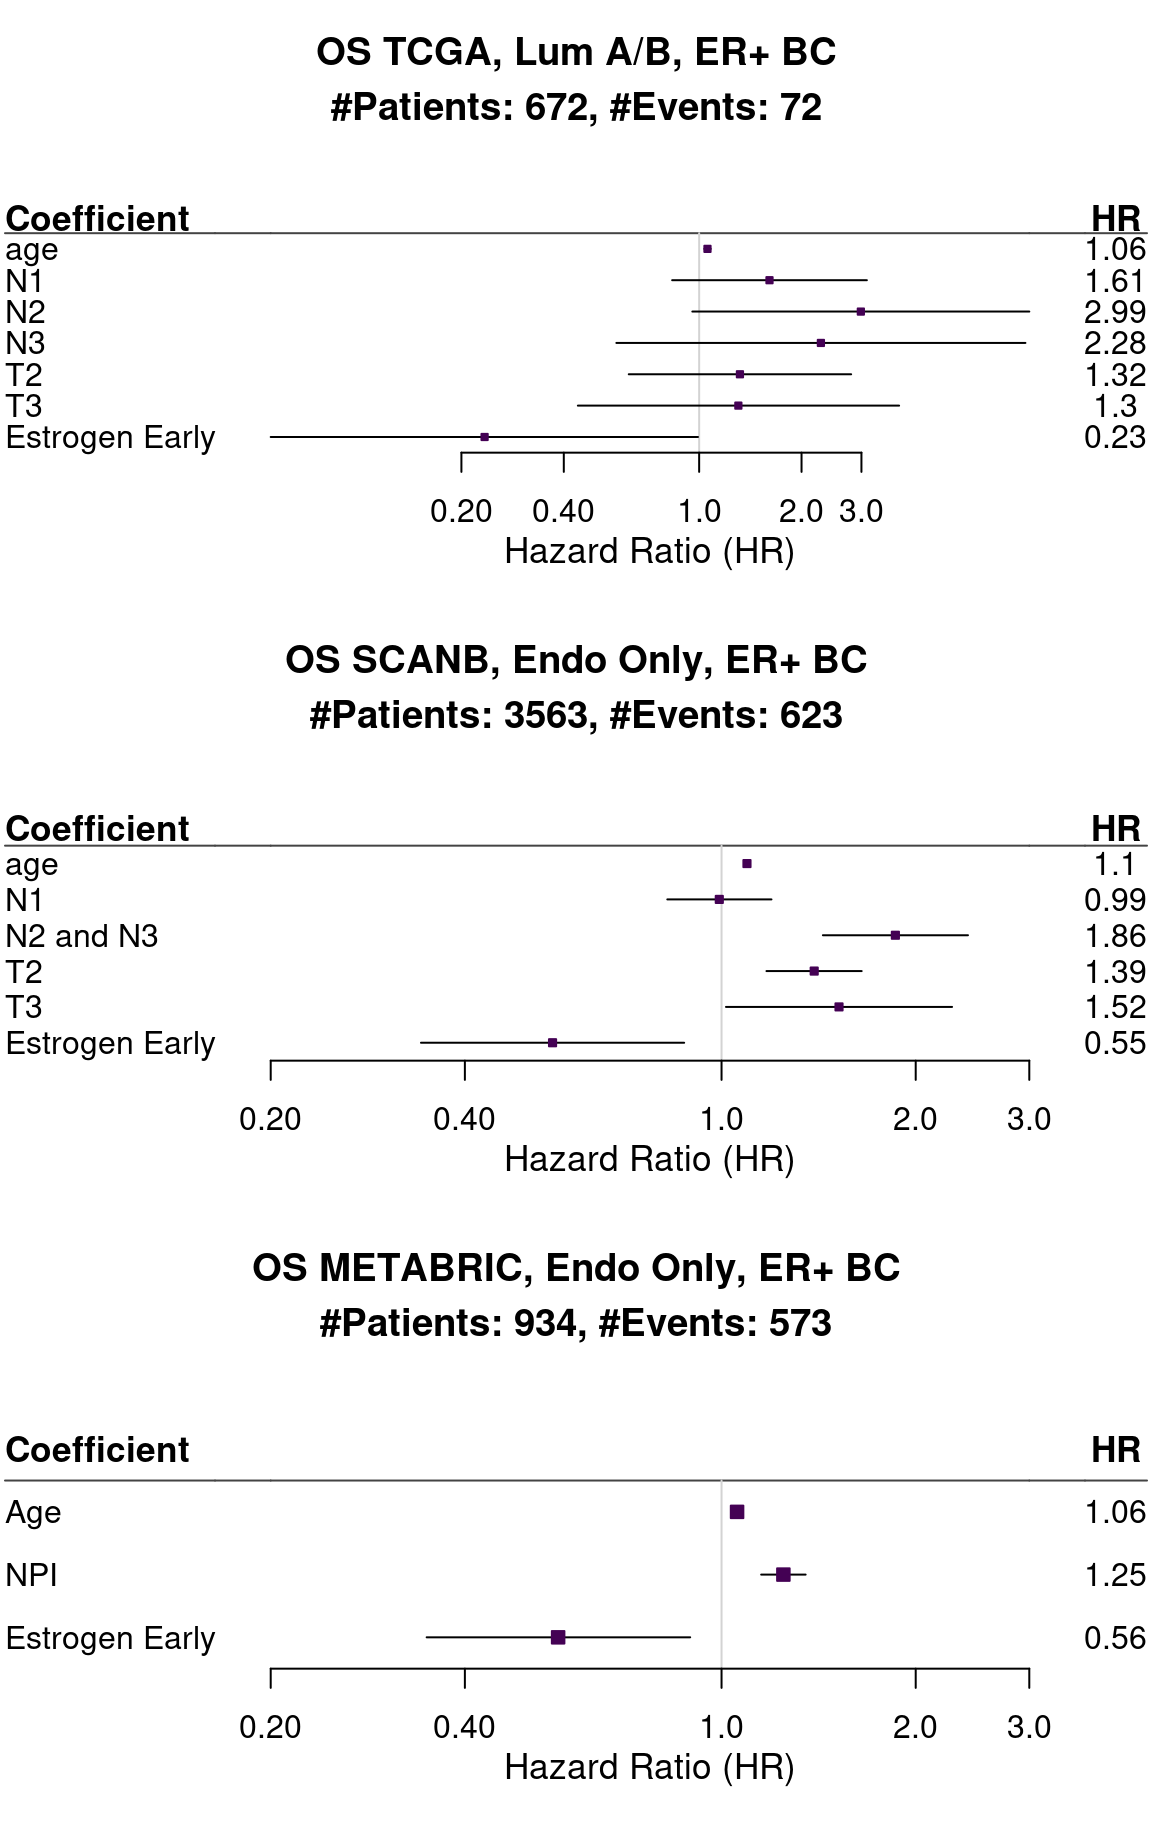 OS TCGA, Lum A/B, ER+ BC
#Patients: 672, #Events: 72
Coefficient HR
age 1.06
N1 1.61
N2 2.99
N3 2.28
T2 1.32
T3 1.3
Estrogen Early 0.23
0.20 0.40 1.0 2.0 3.0
Hazard Ratio (HR)
OS SCANB, Endo Only, ER+ BC
#Patients: 3563, #Events: 623
Coefficient HR
age 1.1
N1 0.99
N2 and N3 1.86
T2 1.39
T3 1.52
Estrogen Early 0.55
0.20 0.40 1.0 2.0 3.0
Hazard Ratio (HR)
OS METABRIC, Endo Only, ER+ BC
#Patients: 934, #Events: 573
Coefficient HR
Age 1.06
NPI 1.25
Estrogen Early 0.56
0.20 0.40 1.0 2.0 3.0
Hazard Ratio (HR)